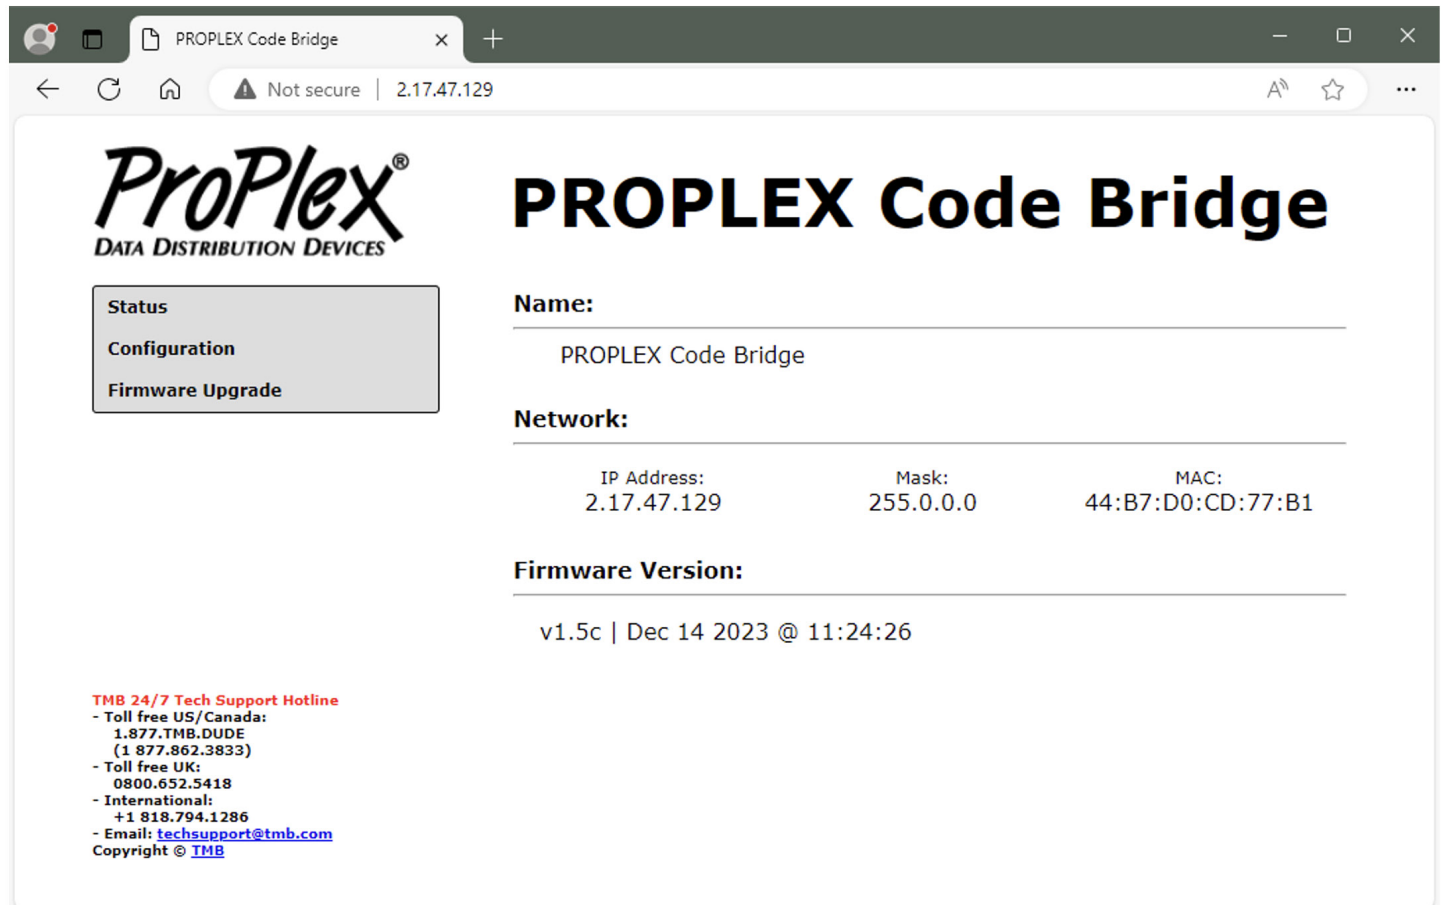 PROPLEX Code Bridge
Not secure | 2.17.47.129
ProPlex®
DATA DISTRIBUTION DEVICES
Status
Configuration
Firmware Upgrade
TMB 24/7 Tech Support Hotline
- Toll free US/Canada:
1.877.TMB.DUDE
(1 877.862.3833)
- Toll free UK:
0800.652.5418
- International:
+1 818.794.1286
- Email: techsupport@tmb.com
Copyright © TMB
PROPLEX Code Bridge
Name:
PROPLEX Code Bridge
Network:
IP Address: Mask: MAC:
2.17.47.129 255.0.0.0 44:B7:D0:CD:77:B1
Firmware Version:
v1.5c | Dec 14 2023 @ 11:24:26